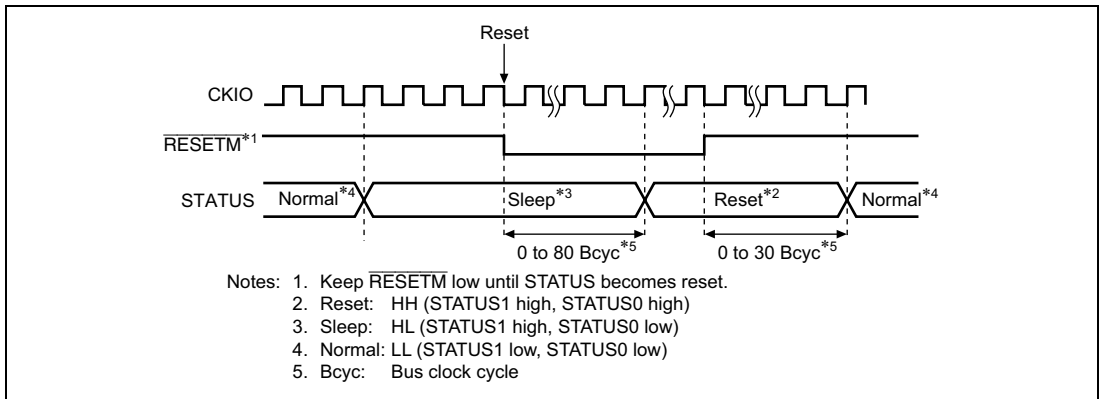 Reset
CKIO
RESETM*1
STATUS Normal*4 Sleep*3 Reset*2 Normal*4
0 to 80 Bcyc*5 0 to 30 Bcyc*5
Notes: 1. Keep RESETM low until STATUS becomes reset.
2. Reset: HH (STATUS1 high, STATUS0 high)
3. Sleep: HL (STATUS1 high, STATUS0 low)
4. Normal: LL (STATUS1 low, STATUS0 low)
5. Bcyc: Bus clock cycle